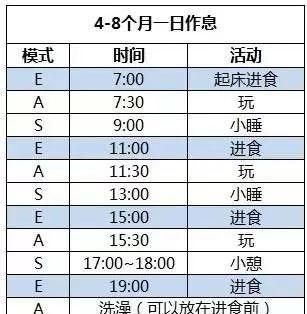 4-8个月一日作息
模式 时间 活动
E 7:00 起床进食
A 7:30 玩
S 9:00 小睡
E 11:00 进食
A 11:30 玩
S 13:00 小睡
E 15:00 进食
A 15:30 玩
S 17:00~18:00 小憩
E 19:00 进食
A 洗澡（可以放在进食前）